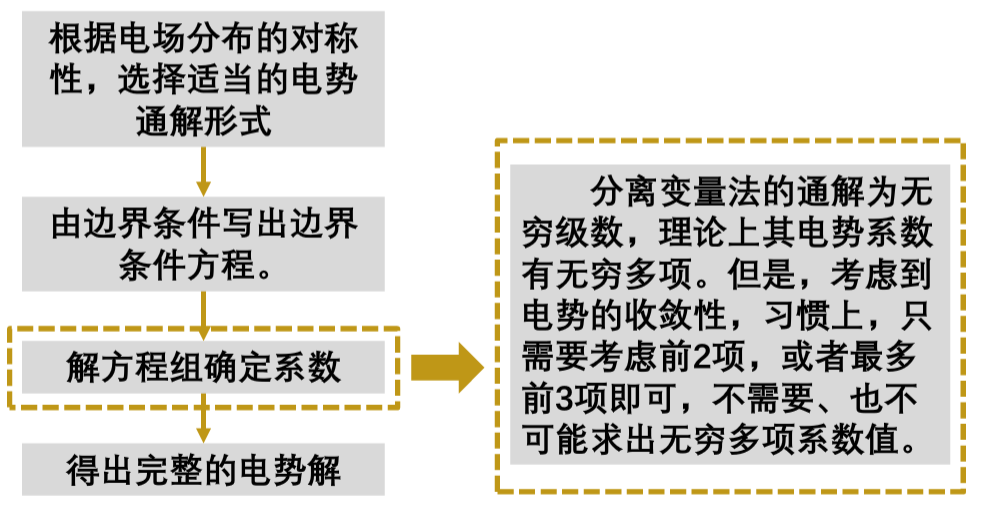 根据电场分布的对称
性，选择适当的电势
通解形式
由边界条件写出边界
条件方程。
解方程组确定系数
得出完整的电势解
分离变量法的通解为无
穷级数，理论上其电势系数
有无穷多项。但是，考虑到
电势的收敛性，习惯上，只
需要考虑前2项，或者最多
前3项即可，不需要、也不
可能求出无穷多项系数值。